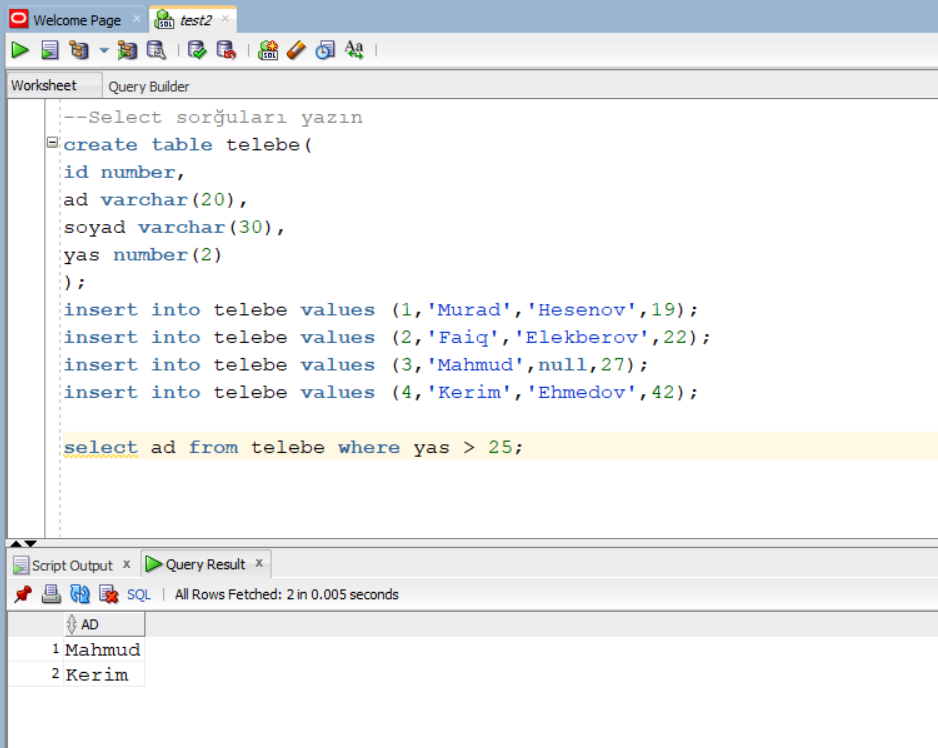 Welcome Page
test2
Worksheet
Query Builder
--Select sorğuları yazın
create table telebe(
id number,
ad varchar(20),
soyad varchar(30),
yas number(2)
);
insert into telebe values (1,'Murad','Hesenov',19);
insert into telebe values (2,'Faiq','Elekberov',22);
insert into telebe values (3,'Mahmud',null,27);
insert into telebe values (4,'Kerim','Ehmedov',42);
select ad from telebe where yas > 25;
Script Output x
Query Result x
SQL | All Rows Fetched: 2 in 0.005 seconds
AD
1 Mahmud
2 Kerim